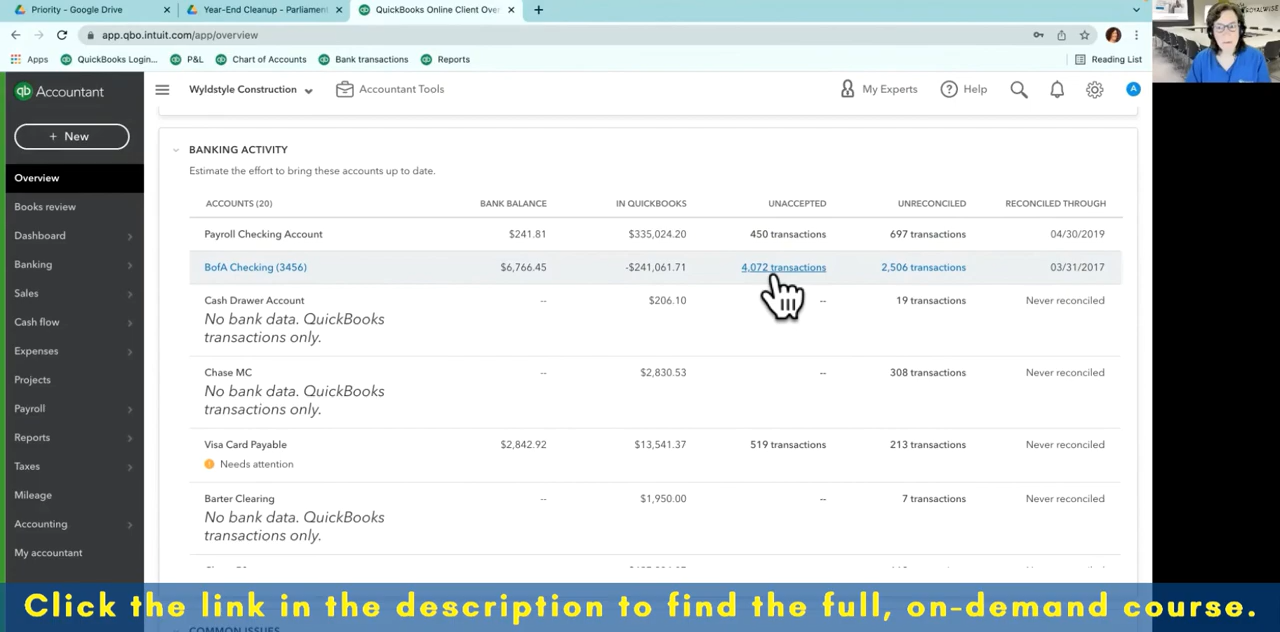 Priority - Google Drive
Year-End Cleanup – Parliamen
QuickBooks Online Client Over
app.qbo.intuit.com/app/overview
Apps
QuickBooks Login...
P&L
Chart of Accounts
Bank transactions
Reports
Reading List
qb Accountant
Wyldstyle Construction
Accountant Tools
My Experts
Help
A
+ New
Overview
Books review
Dashboard
Banking
Sales
Cash flow
Expenses
Projects
Payroll
Reports
Taxes
Mileage
Accounting
My accountant
BANKING ACTIVITY
Estimate the effort to bring these accounts up to date.
ACCOUNTS (20) BANK BALANCE IN QUICKBOOKS UNACCEPTED UNRECONCILED RECONCILED THROUGH
Payroll Checking Account $241.81 $335,024.20 450 transactions 697 transactions 04/30/2019
BofA Checking (3456) $6,766.45 -$241,061.71 4,072 transactions 2,506 transactions 03/31/2017
Cash Drawer Account -- $206.10 -- 19 transactions Never reconciled
No bank data. QuickBooks
transactions only.
Chase MC -- $2,830.53 -- 308 transactions Never reconciled
No bank data. QuickBooks
transactions only.
Visa Card Payable $2,842.92 $13,541.37 519 transactions 213 transactions Never reconciled
Needs attention
Barter Clearing -- $1,950.00 -- 7 transactions Never reconciled
No bank data. QuickBooks
transactions only.
Click the link in the description to find the full, on-demand course.
COMMON ISSUES